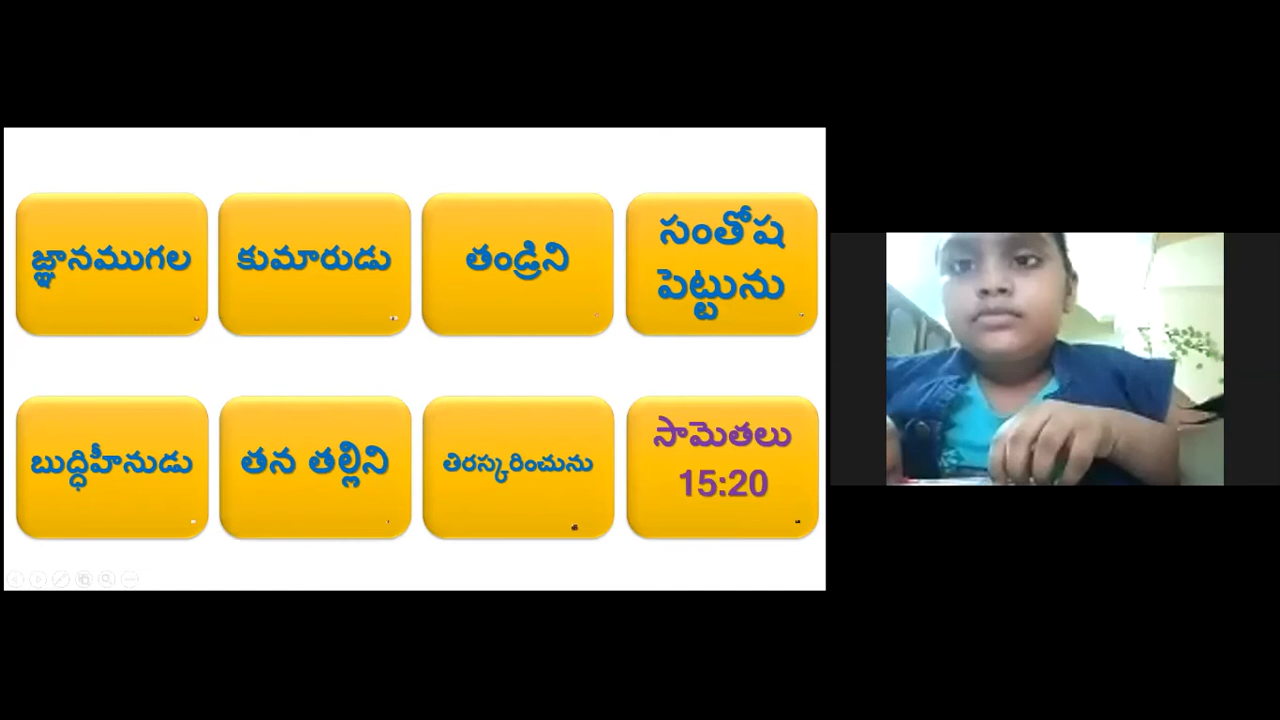 జ్ఞానముగల
కుమారుడు
తండ్రిని
సంతోష
పెట్టును
బుద్ధిహీనుడు
తన తల్లిని
తిరస్కరించును
సామెతలు
15:20